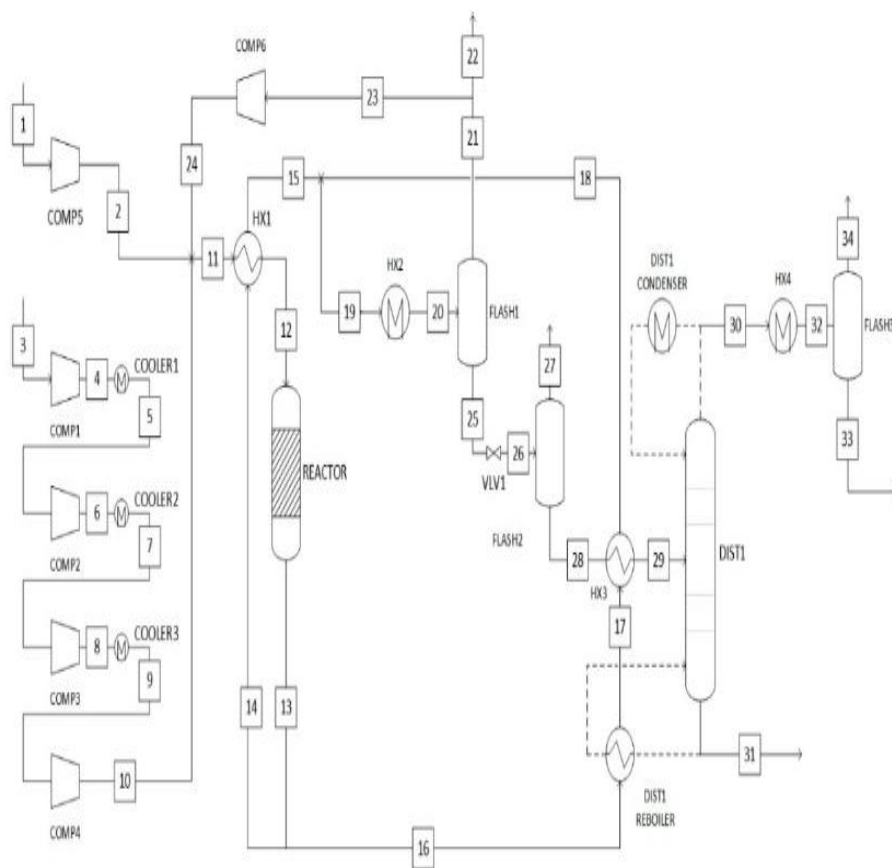 COMP6
22
23
1
21
24
15
18
COMP5
2
HX1
34
11
HX2
DIST1
CONDENSER
HX4
19
20
FLASH1
30
32
FLASH3
12
3
4
COOLER1
27
5
25
26
33
COMP1
REACTOR
VLV1
6
COOLER2
7
FLASH2
28
29
DIST1
COMP2
HX3
17
8
COOLER3
9
COMP3
14
13
10
31
COMP4
DIST1
REBOILER
16